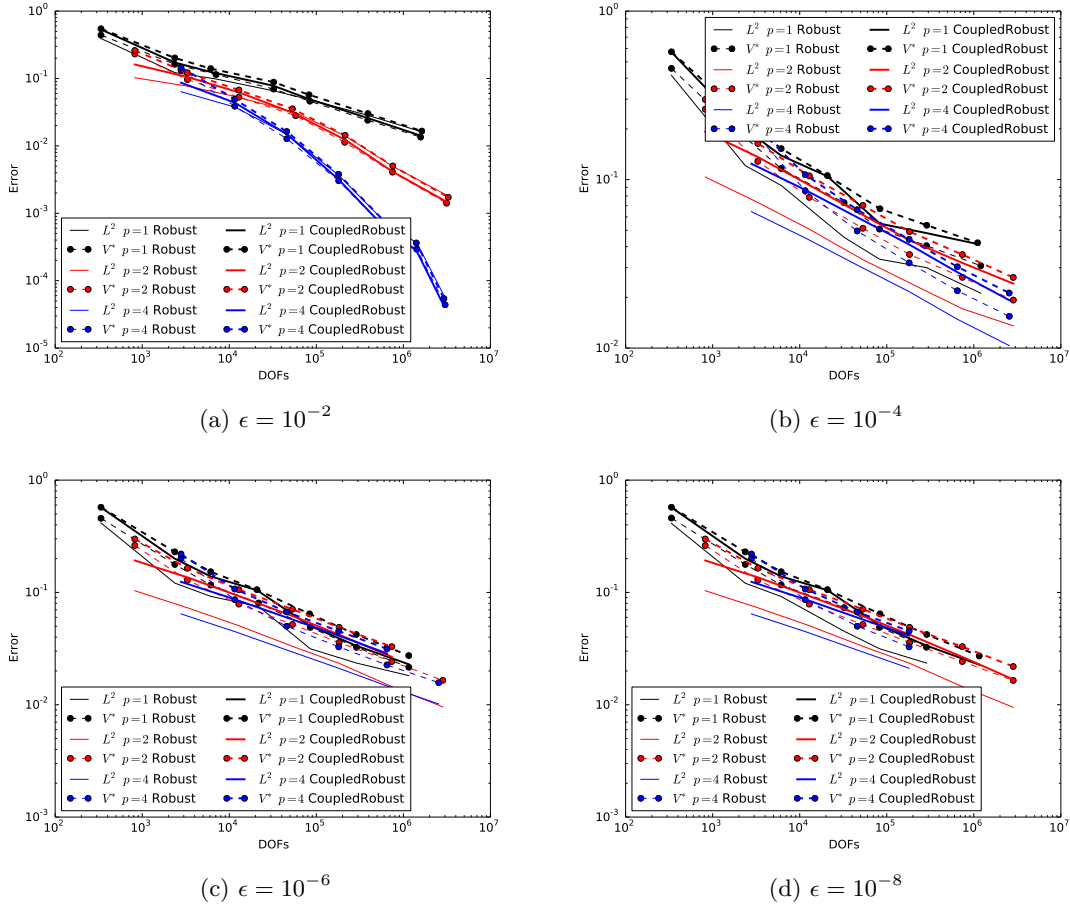 10^0
10^-1
10^-2
10^-3
10^-4
10^-5
Error
10^2 10^3 10^4 10^5 10^6 10^7
DOFs
L^2 p=1 Robust
V* p=1 Robust
L^2 p=2 Robust
V* p=2 Robust
L^2 p=4 Robust
V* p=4 Robust
L^2 p=1 CoupledRobust
V* p=1 CoupledRobust
L^2 p=2 CoupledRobust
V* p=2 CoupledRobust
L^2 p=4 CoupledRobust
V* p=4 CoupledRobust
(a) ϵ = 10^-2
10^0
10^-1
10^-2
Error
10^2 10^3 10^4 10^5 10^6 10^7
DOFs
L^2 p=1 Robust
V* p=1 Robust
L^2 p=2 Robust
V* p=2 Robust
L^2 p=4 Robust
V* p=4 Robust
L^2 p=1 CoupledRobust
V* p=1 CoupledRobust
L^2 p=2 CoupledRobust
V* p=2 CoupledRobust
L^2 p=4 CoupledRobust
V* p=4 CoupledRobust
(b) ϵ = 10^-4
10^0
10^-1
10^-2
10^-3
Error
10^2 10^3 10^4 10^5 10^6 10^7
DOFs
L^2 p=1 Robust
V* p=1 Robust
L^2 p=2 Robust
V* p=2 Robust
L^2 p=4 Robust
V* p=4 Robust
L^2 p=1 CoupledRobust
V* p=1 CoupledRobust
L^2 p=2 CoupledRobust
V* p=2 CoupledRobust
L^2 p=4 CoupledRobust
V* p=4 CoupledRobust
(c) ϵ = 10^-6
10^0
10^-1
10^-2
10^-3
Error
10^2 10^3 10^4 10^5 10^6 10^7
DOFs
L^2 p=1 Robust
V* p=1 Robust
L^2 p=2 Robust
V* p=2 Robust
L^2 p=4 Robust
V* p=4 Robust
L^2 p=1 CoupledRobust
V* p=1 CoupledRobust
L^2 p=2 CoupledRobust
V* p=2 CoupledRobust
L^2 p=4 CoupledRobust
V* p=4 CoupledRobust
(d) ϵ = 10^-8